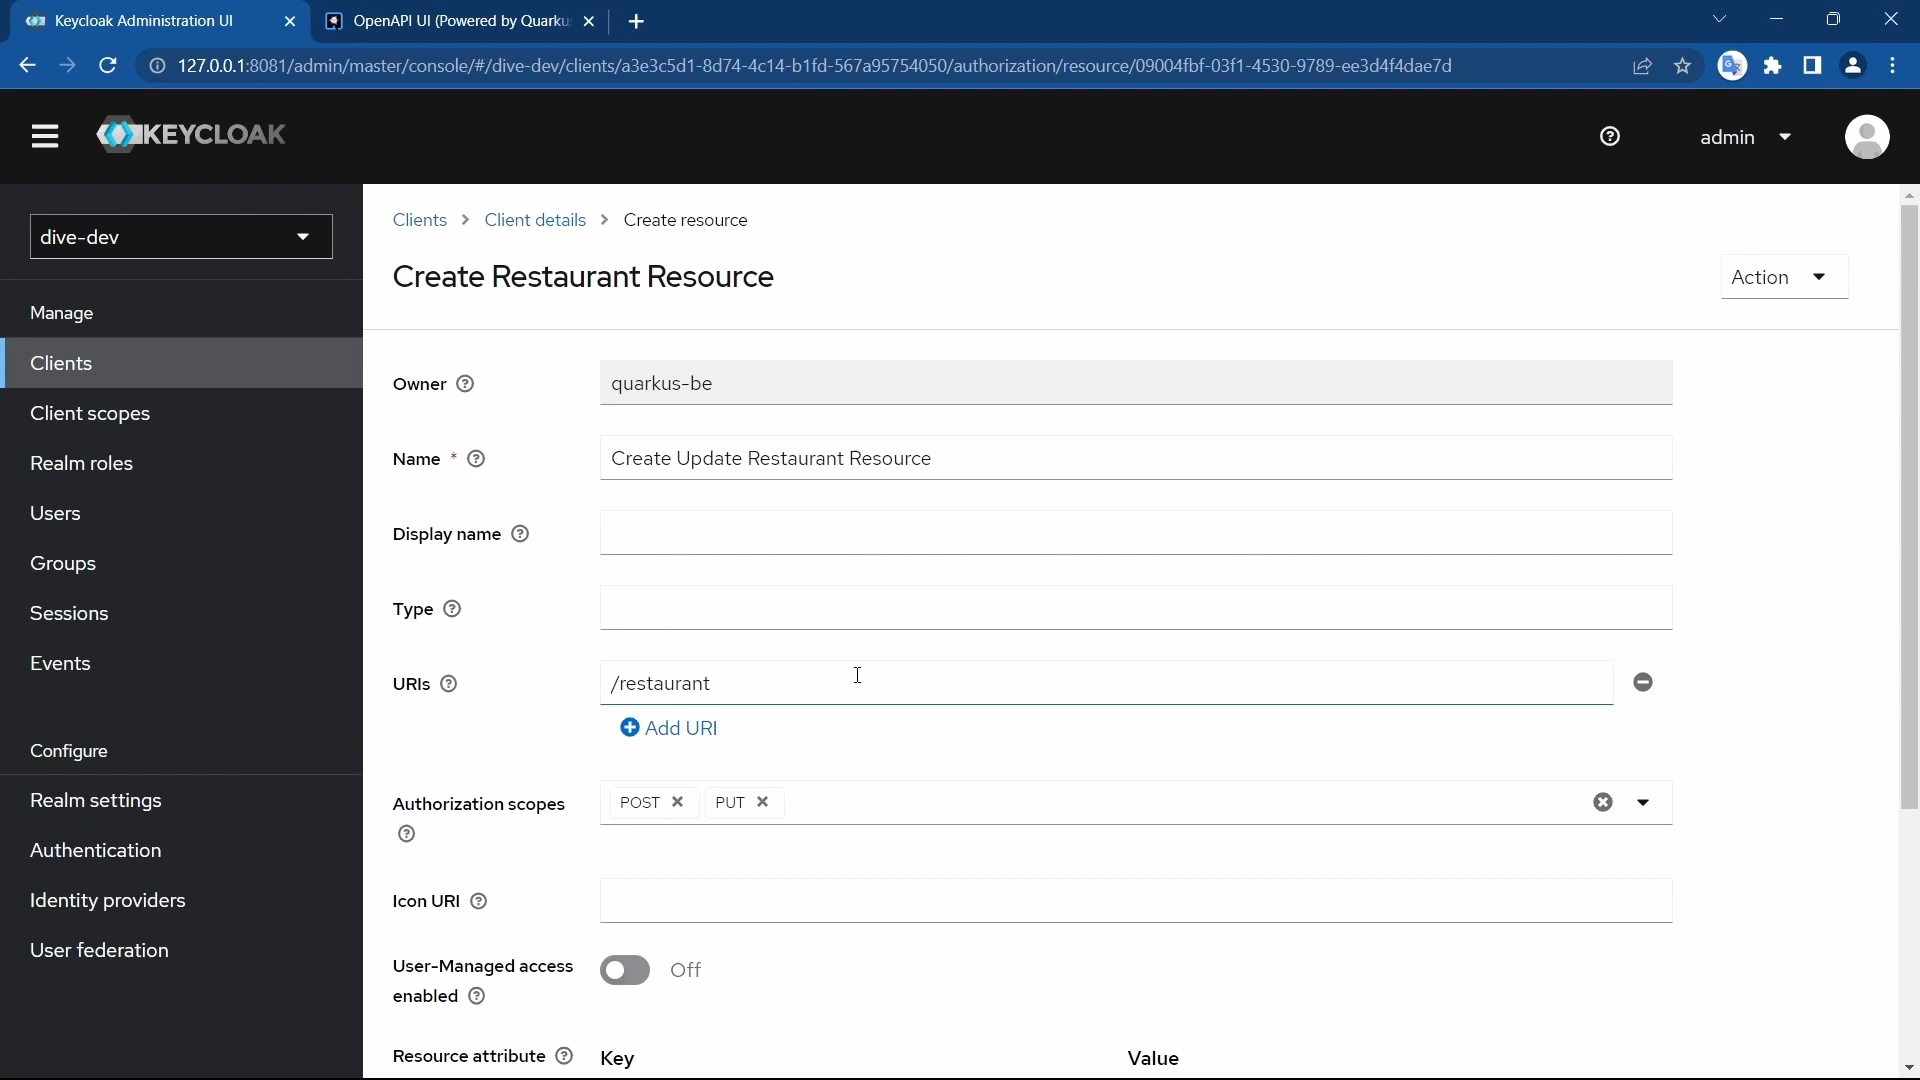 Keycloak Administration UI
OpenAPI UI (Powered by Quarku
127.0.0.1:8081/admin/master/console/#/dive-dev/clients/a3e3c5d1-8d74-4c14-b1fd-567a95754050/authorization/resource/09004fbf-03f1-4530-9789-ee3d4f4dae7d
KEYCLOAK
admin
dive-dev
Manage
Clients
Client scopes
Realm roles
Users
Groups
Sessions
Events
Configure
Realm settings
Authentication
Identity providers
User federation
Clients > Client details > Create resource
Create Restaurant Resource
Action
Owner
quarkus-be
Name *
Create Update Restaurant Resource
Display name
Type
URIs
/restaurant
Add URI
Authorization scopes
POST
PUT
Icon URI
User-Managed access
enabled
Off
Resource attribute
Key
Value